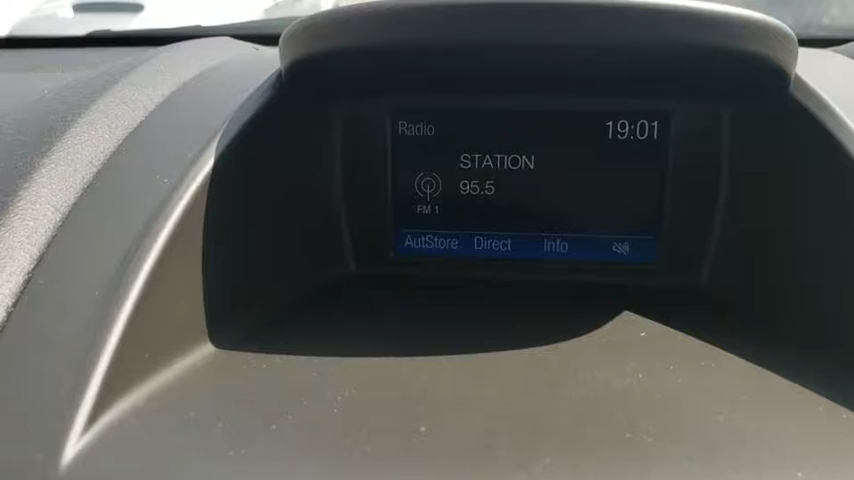 Radio 19:01
STATION
95.5
FM 1
AutStore Direct Info